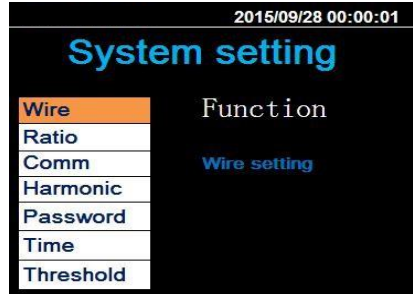 2015/09/28 00:00:01
System setting
Wire
Function
Ratio
Comm
Wire setting
Harmonic
Password
Time
Threshold